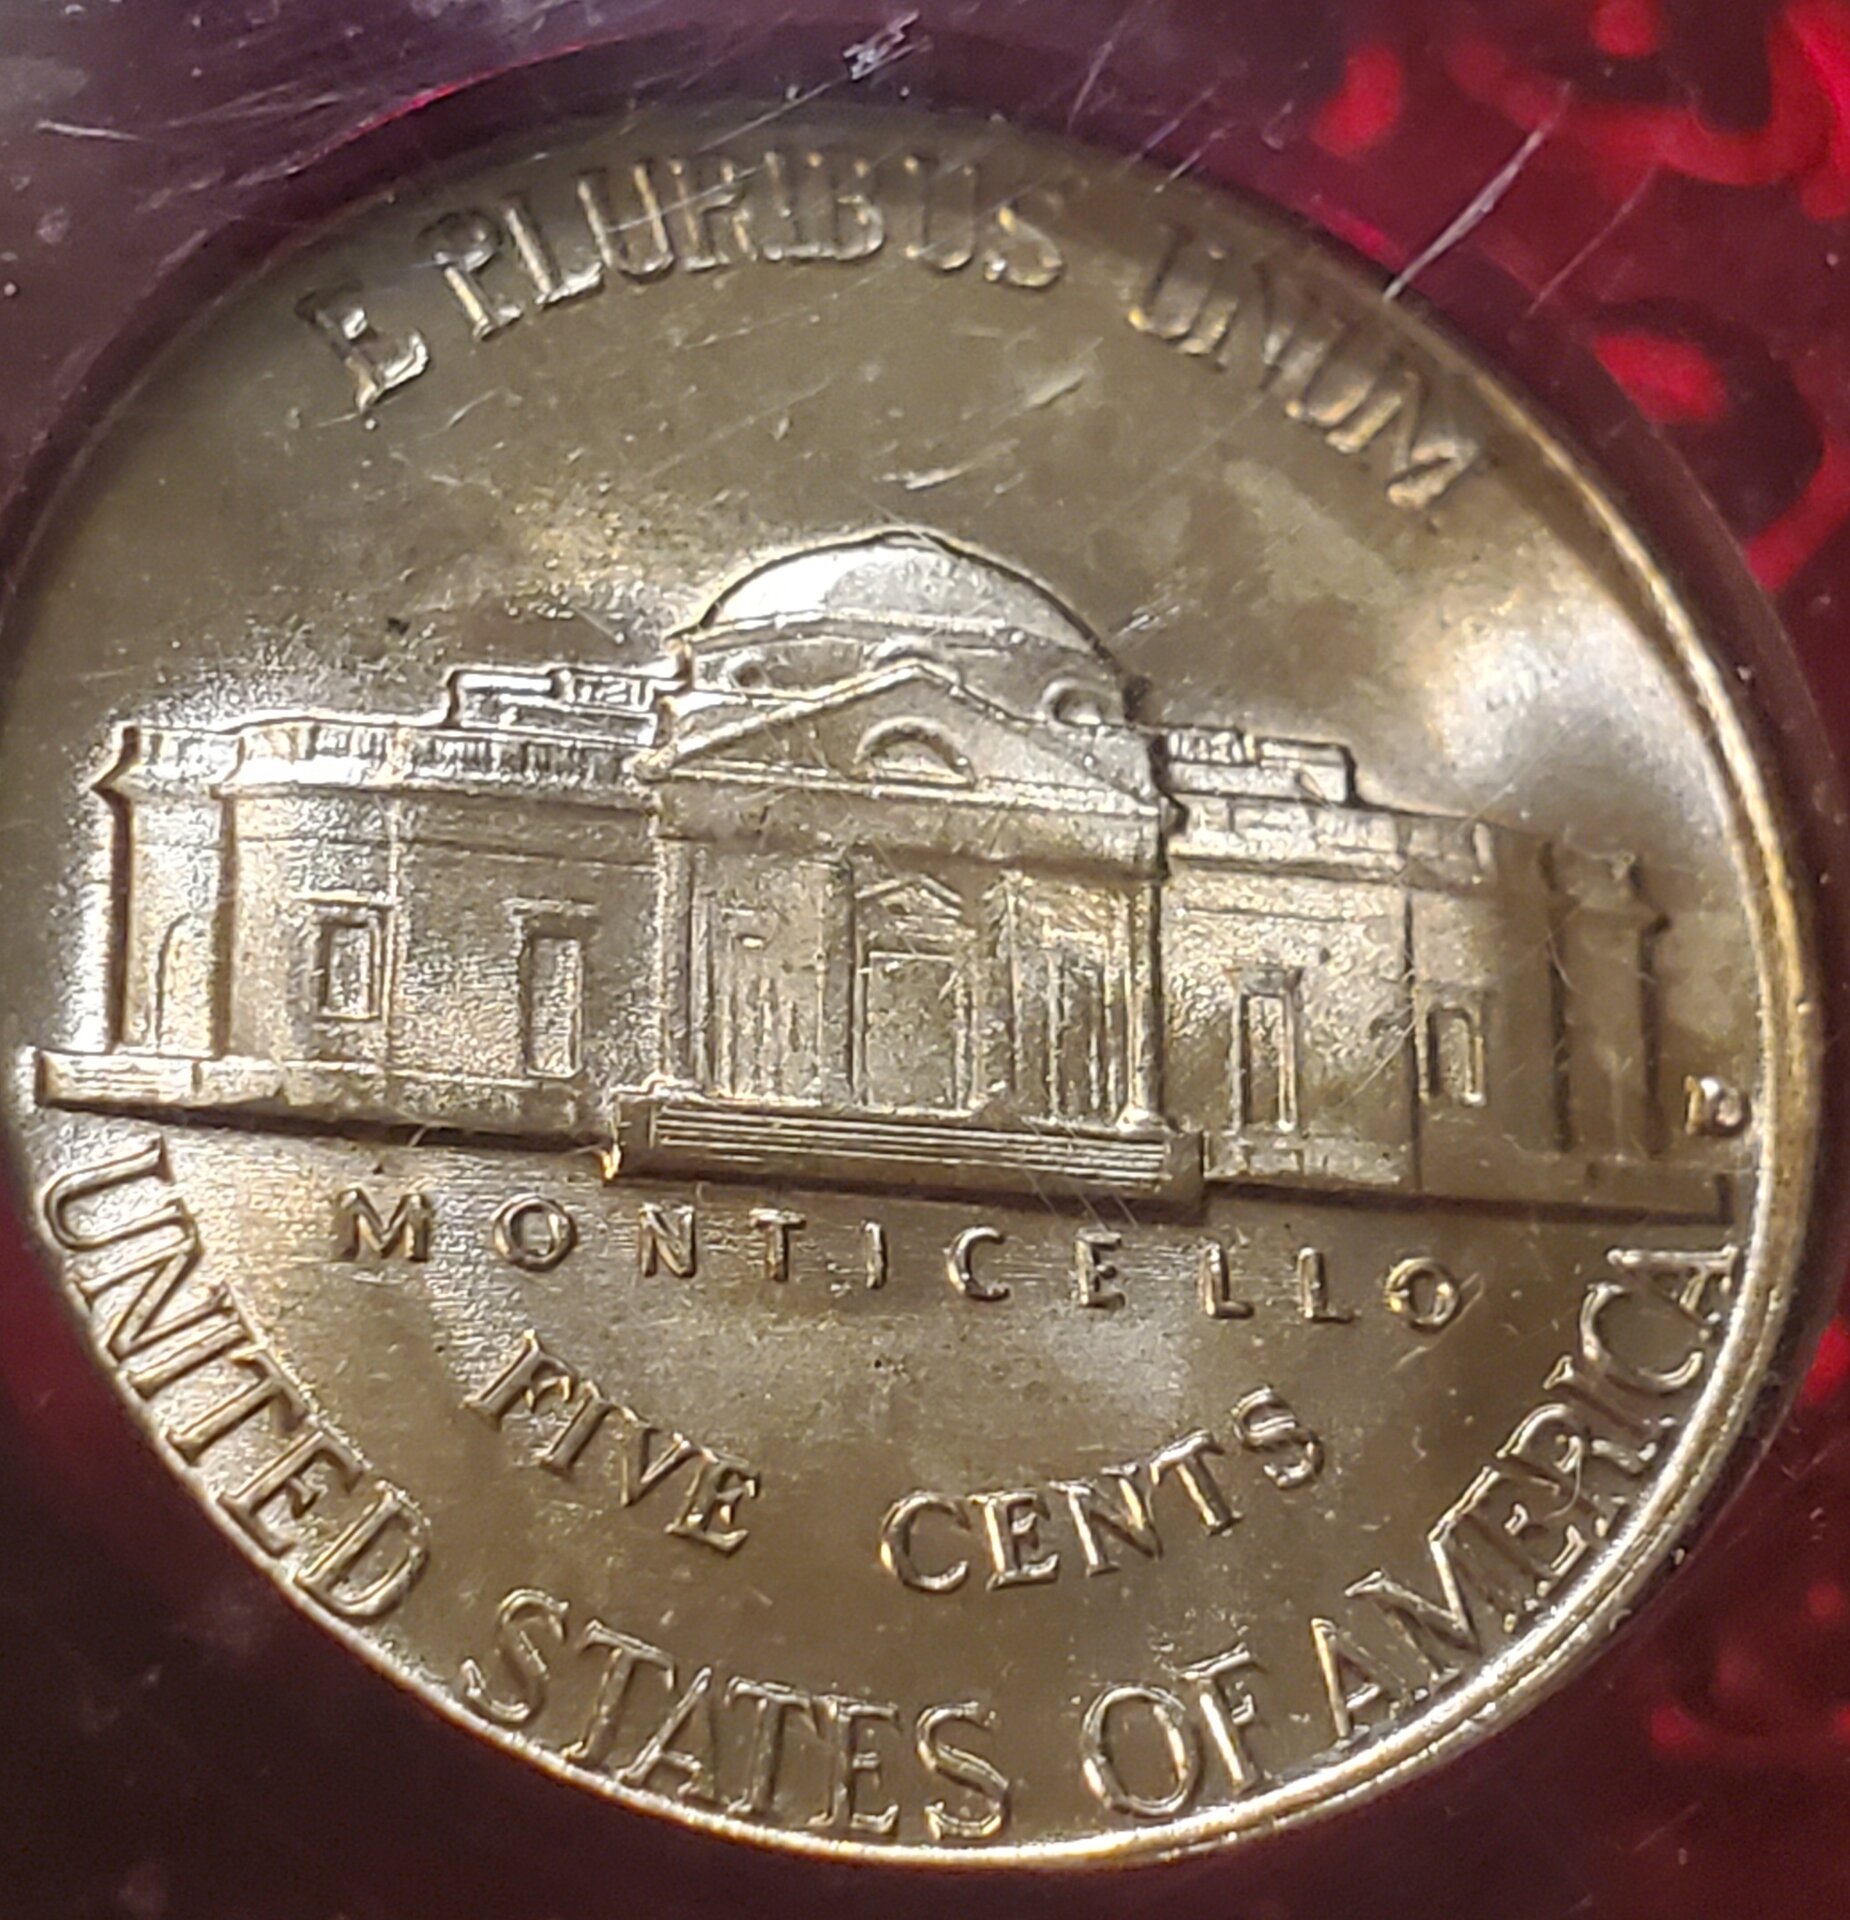 E PLURIBUS UNUM
D
MONTICELLO
FIVE CENTS
UNITED STATES OF AMERICA